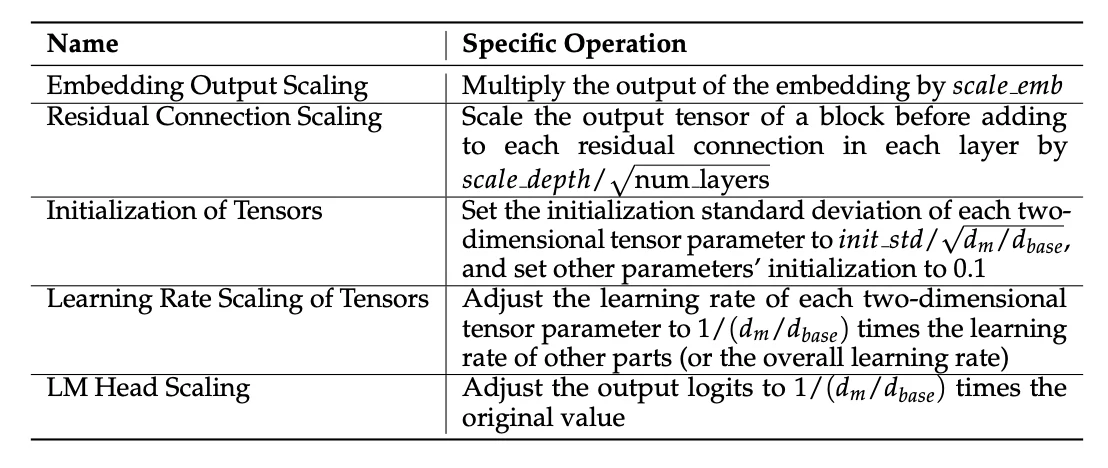 Name Specific Operation
Embedding Output Scaling Multiply the output of the embedding by scale_emb
Residual Connection Scaling Scale the output tensor of a block before adding
to each residual connection in each layer by
scale_depth/√num_layers
Initialization of Tensors Set the initialization standard deviation of each two-
dimensional tensor parameter to init_std/√d_m/d_base,
and set other parameters' initialization to 0.1
Learning Rate Scaling of Tensors Adjust the learning rate of each two-dimensional
tensor parameter to 1/(d_m/d_base) times the learning
rate of other parts (or the overall learning rate)
LM Head Scaling Adjust the output logits to 1/(d_m/d_base) times the
original value